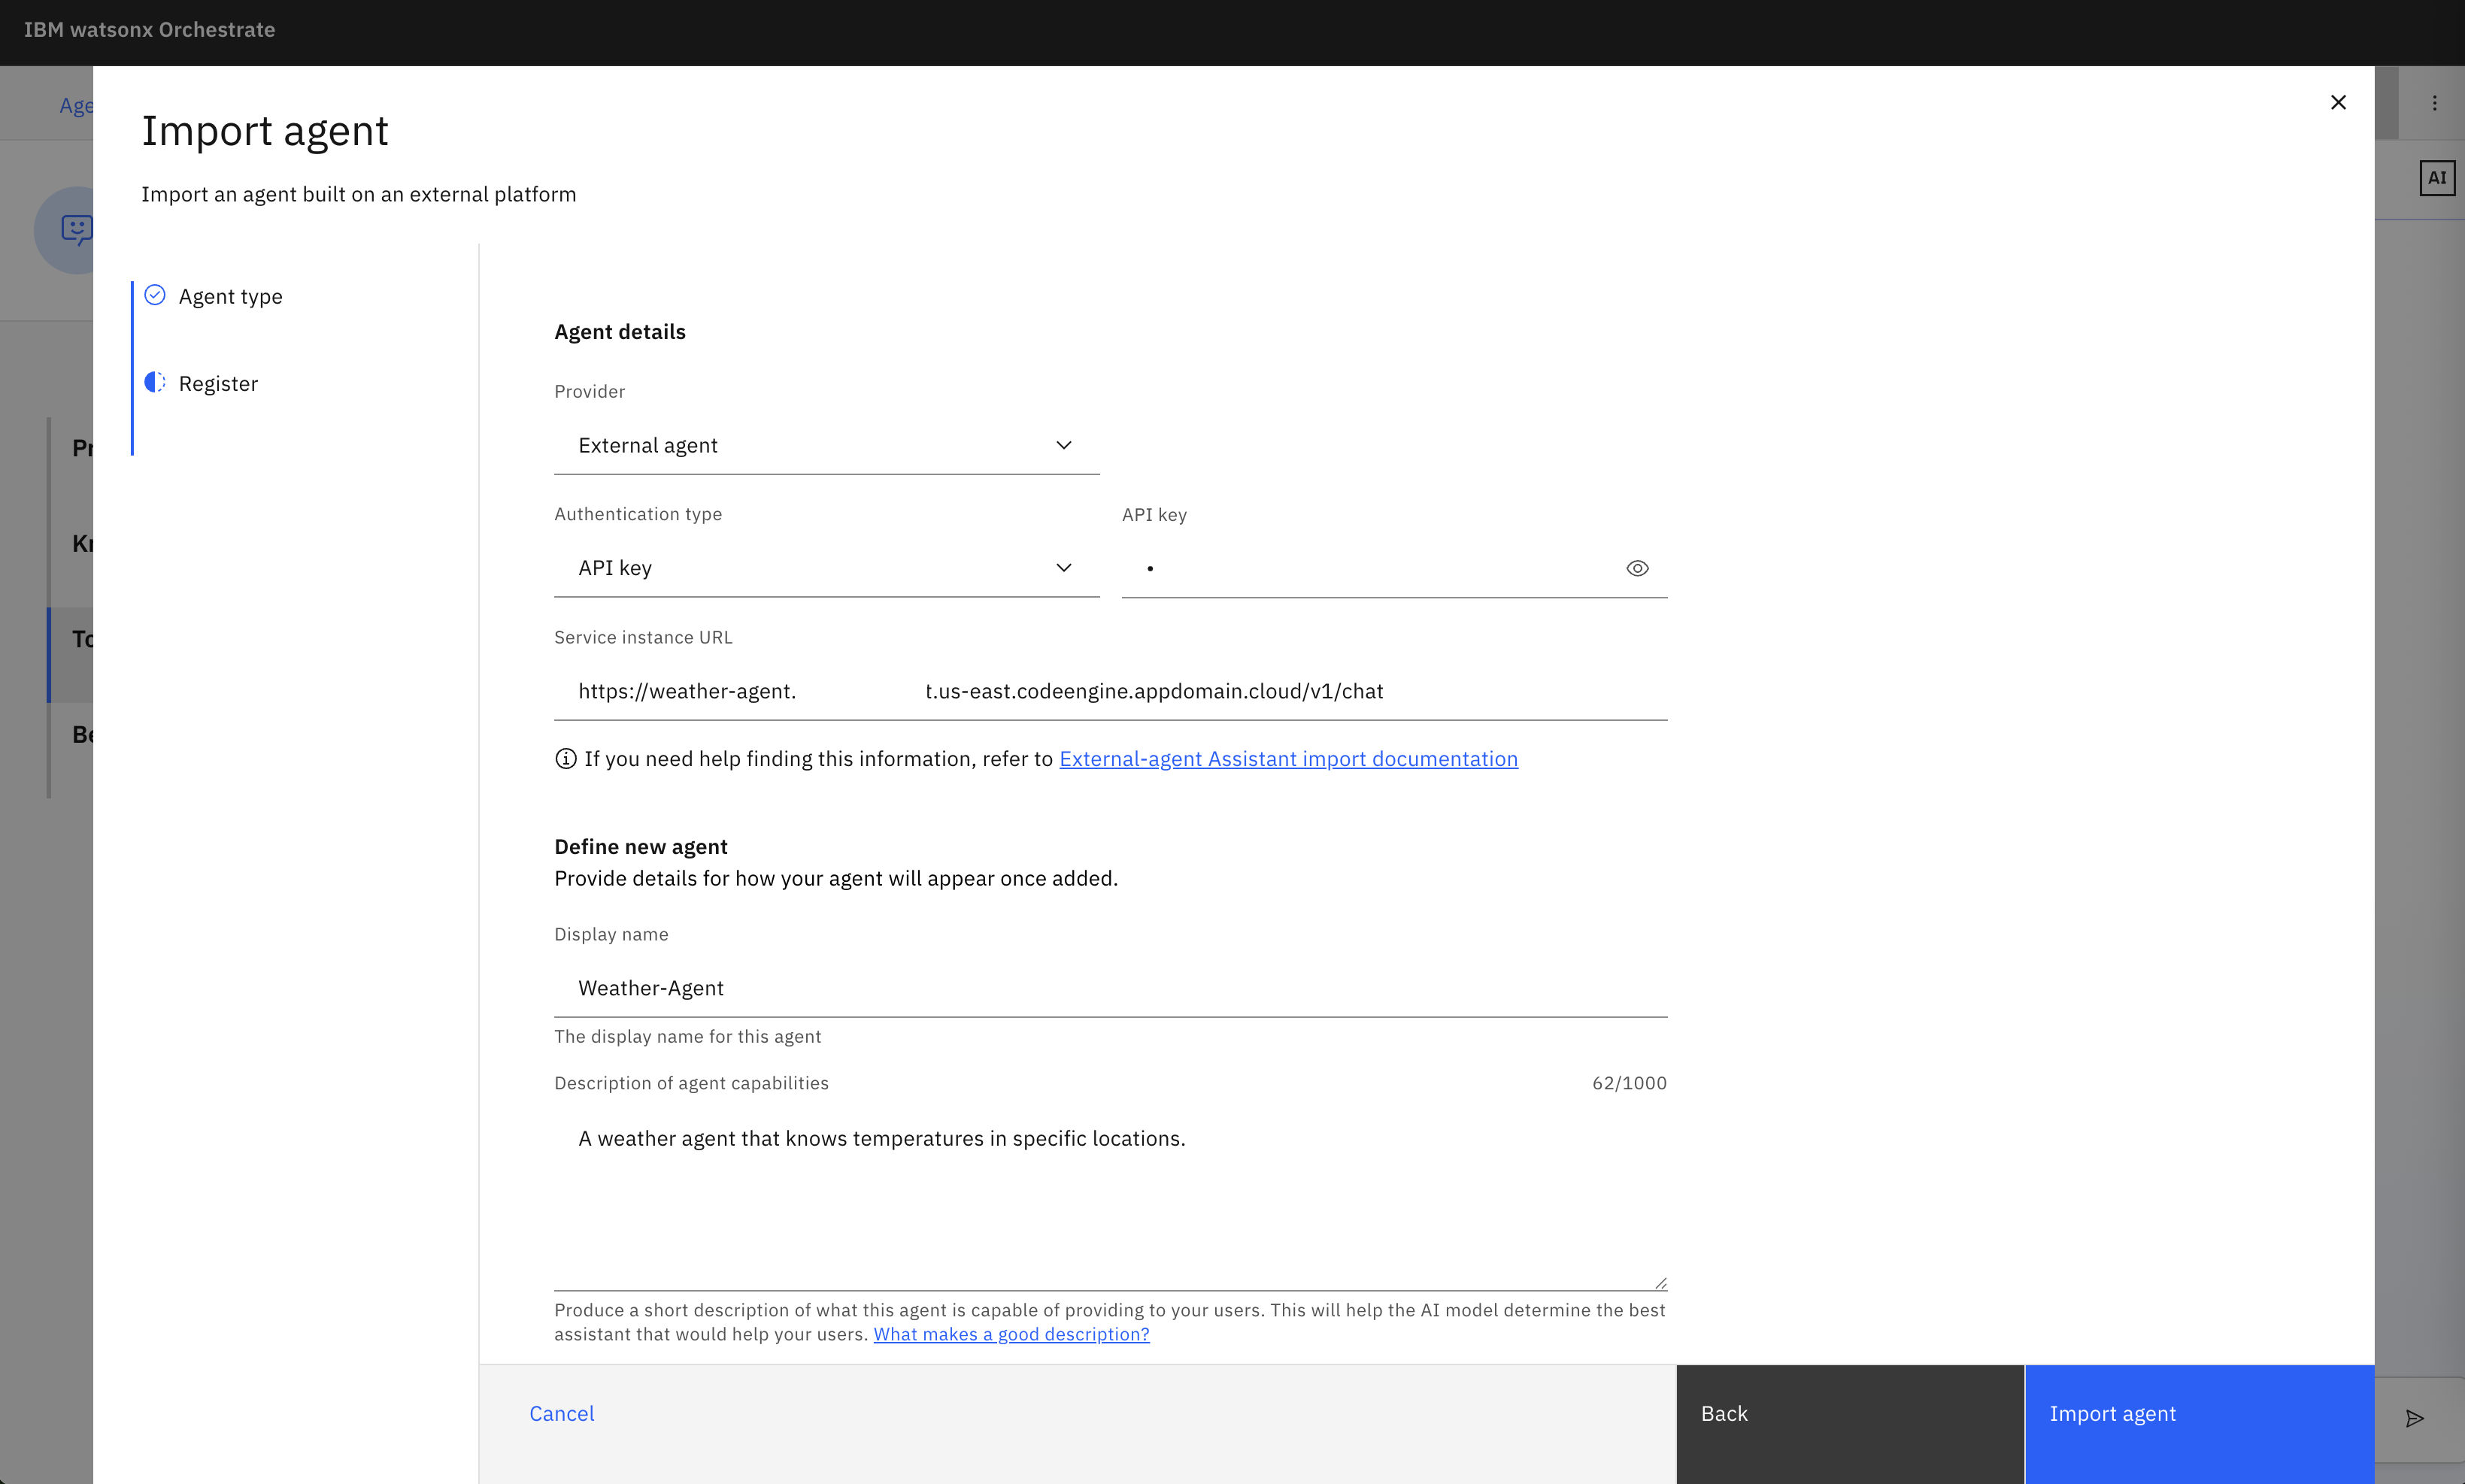 IBM watsonx Orchestrate
Import agent
Import an agent built on an external platform
Agent type
Register
Agent details
Provider
External agent
Authentication type
API key
API key
•
Service instance URL
https://weather-agent. t.us-east.codeengine.appdomain.cloud/v1/chat
If you need help finding this information, refer to External-agent Assistant import documentation
Define new agent
Provide details for how your agent will appear once added.
Display name
Weather-Agent
The display name for this agent
Description of agent capabilities
62/1000
A weather agent that knows temperatures in specific locations.
Produce a short description of what this agent is capable of providing to your users. This will help the AI model determine the best
assistant that would help your users. What makes a good description?
Cancel
Back
Import agent
AI